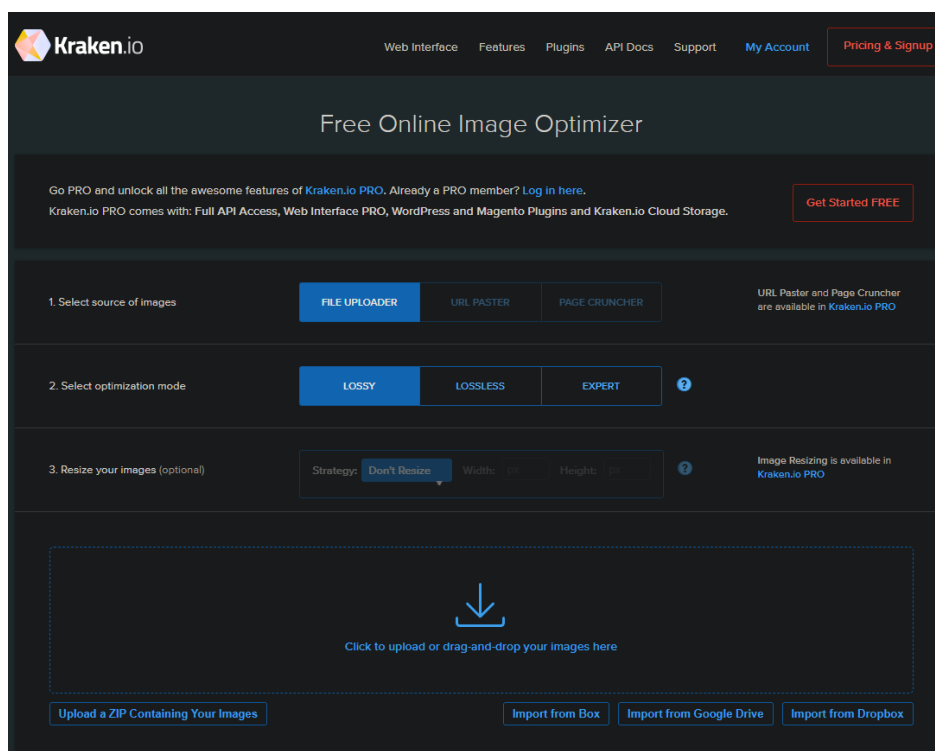 Kraken.io
Web Interface Features Plugins API Docs Support My Account Pricing & Signup
Free Online Image Optimizer
Go PRO and unlock all the awesome features of Kraken.io PRO. Already a PRO member? Log in here.
Kraken.io PRO comes with: Full API Access, Web Interface PRO, WordPress and Magento Plugins and Kraken.io Cloud Storage.
Get Started FREE
1. Select source of images
FILE UPLOADER URL PASTER PAGE CRUNCHER
URL Paster and Page Cruncher
are available in Kraken.io PRO
2. Select optimization mode
LOSSY LOSSLESS EXPERT ?
3. Resize your images (optional)
Strategy: Don't Resize Width: px Height: px ?
Image Resizing is available in
Kraken.io PRO
Click to upload or drag-and-drop your images here
Upload a ZIP Containing Your Images Import from Box Import from Google Drive Import from Dropbox